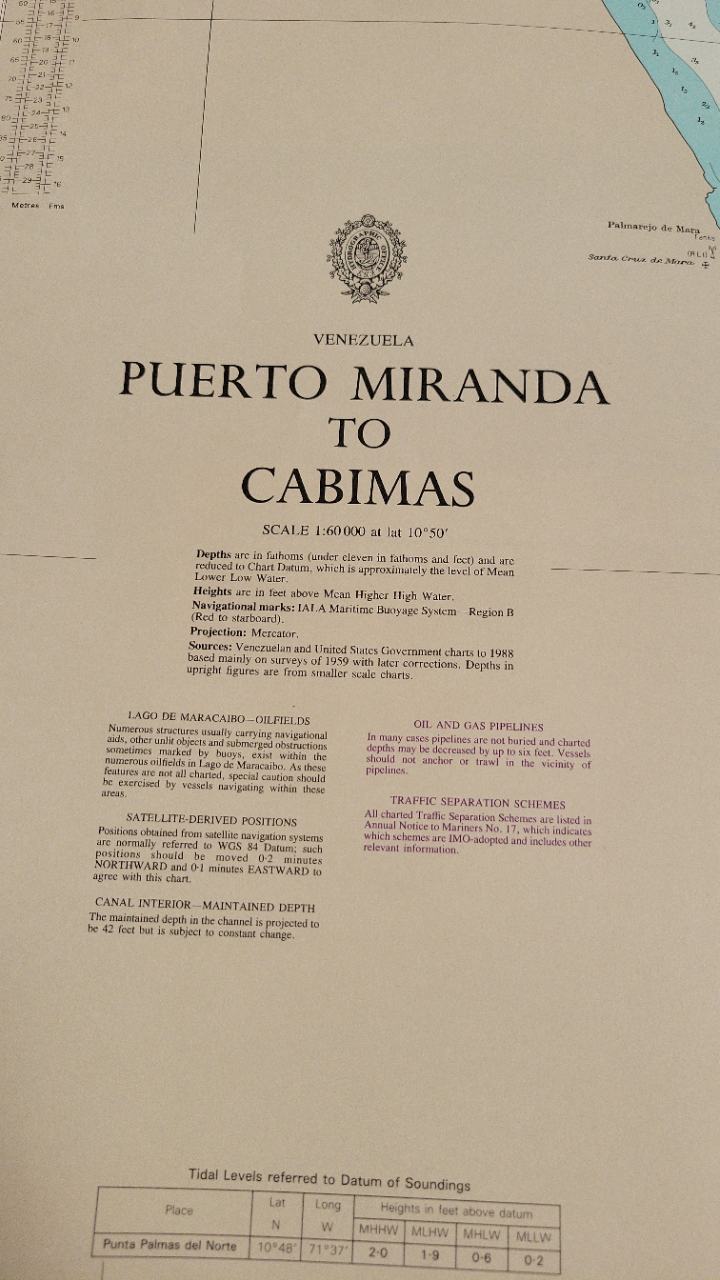 Metres Fms
Palmarejo de Mara
Santa Cruz de Mara
HYDROGRAPHIC OFFICE
VENEZUELA
PUERTO MIRANDA
TO
CABIMAS
SCALE 1:60 000 at lat 10°50′
Depths are in fathoms (under eleven in fathoms and feet) and are
reduced to Chart Datum, which is approximately the level of Mean
Lower Low Water.
Heights are in feet above Mean Higher High Water.
Navigational marks: IALA Maritime Buoyage System—Region B
(Red to starboard).
Projection: Mercator.
Sources: Venezuelan and United States Government charts to 1988
based mainly on surveys of 1959 with later corrections. Depths in
upright figures are from smaller scale charts.
LAGO DE MARACAIBO—OILFIELDS
Numerous structures usually carrying navigational
aids, other unlit objects and submerged obstructions
sometimes marked by buoys, exist within the
numerous oilfields in Lago de Maracaibo. As these
features are not all charted, special caution should
be exercised by vessels navigating within these
areas.
SATELLITE-DERIVED POSITIONS
Positions obtained from satellite navigation systems
are normally referred to WGS 84 Datum; such
positions should be moved 0·2 minutes
NORTHWARD and 0·1 minutes EASTWARD to
agree with this chart.
CANAL INTERIOR—MAINTAINED DEPTH
The maintained depth in the channel is projected to
be 42 feet but is subject to constant change.
OIL AND GAS PIPELINES
In many cases pipelines are not buried and charted
depths may be decreased by up to six feet. Vessels
should not anchor or trawl in the vicinity of
pipelines.
TRAFFIC SEPARATION SCHEMES
All charted Traffic Separation Schemes are listed in
Annual Notice to Mariners No. 17, which indicates
which schemes are IMO-adopted and includes other
relevant information.
Tidal Levels referred to Datum of Soundings
Place Lat N Long W Heights in feet above datum
MHHW MLHW MHLW MLLW
Punta Palmas del Norte 10°48′ 71°37′ 2·0 1·9 0·6 0·2